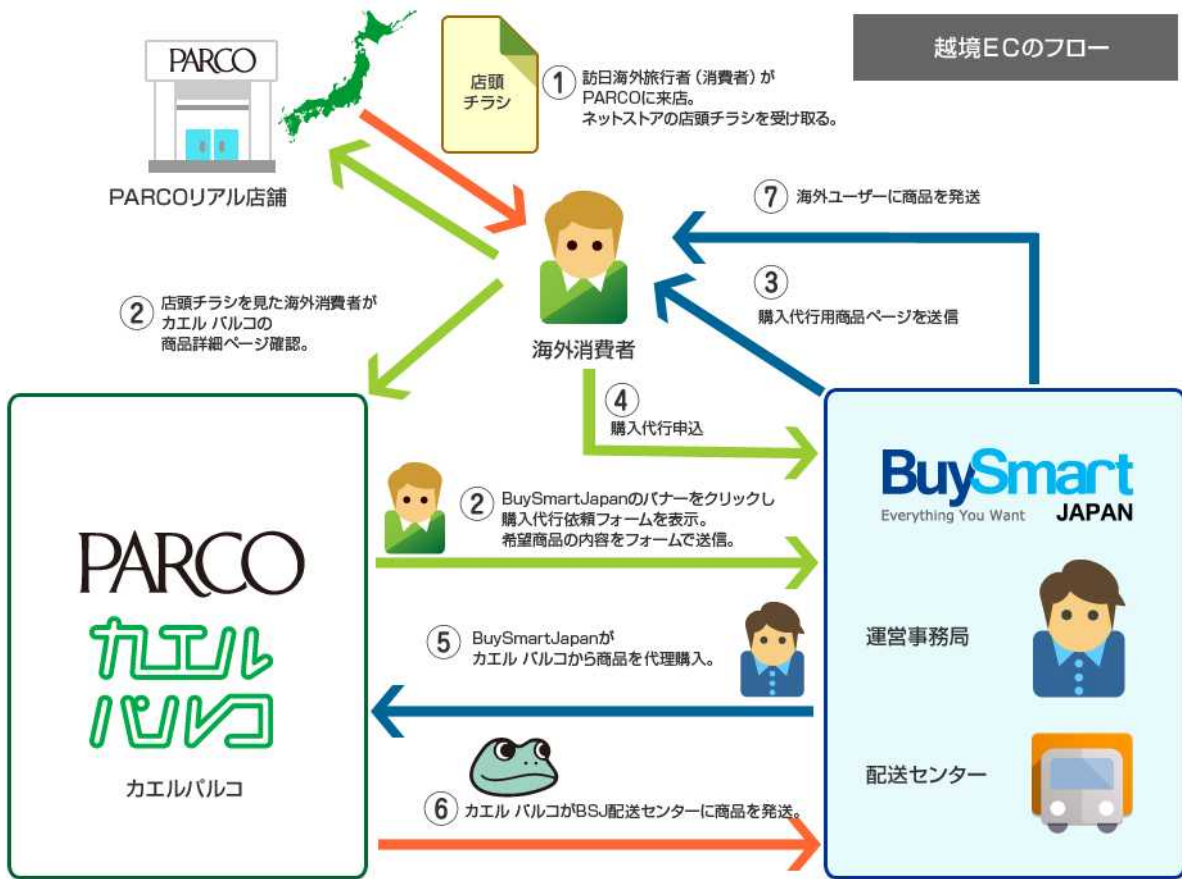 越境ECのフロー
PARCO
PARCOリアル店舗
店頭
チラシ
① 訪日海外旅行者（消費者）が
PARCOに来店。
ネットストアの店頭チラシを受け取る。
⑦ 海外ユーザーに商品を発送
② 店頭チラシを見た海外消費者が
カエル パルコの
商品詳細ページ確認。
海外消費者
③
購入代行用商品ページを送信
④
購入代行申込
PARCO
カエル
パルコ
カエルパルコ
② BuySmartJapanのバナーをクリックし
購入代行依頼フォームを表示。
希望商品の内容をフォームで送信。
BuySmart
Everything You Want JAPAN
運営事務局
配送センター
⑤ BuySmartJapanが
カエル パルコから商品を代理購入。
⑥ カエル パルコがBSJ配送センターに商品を発送。